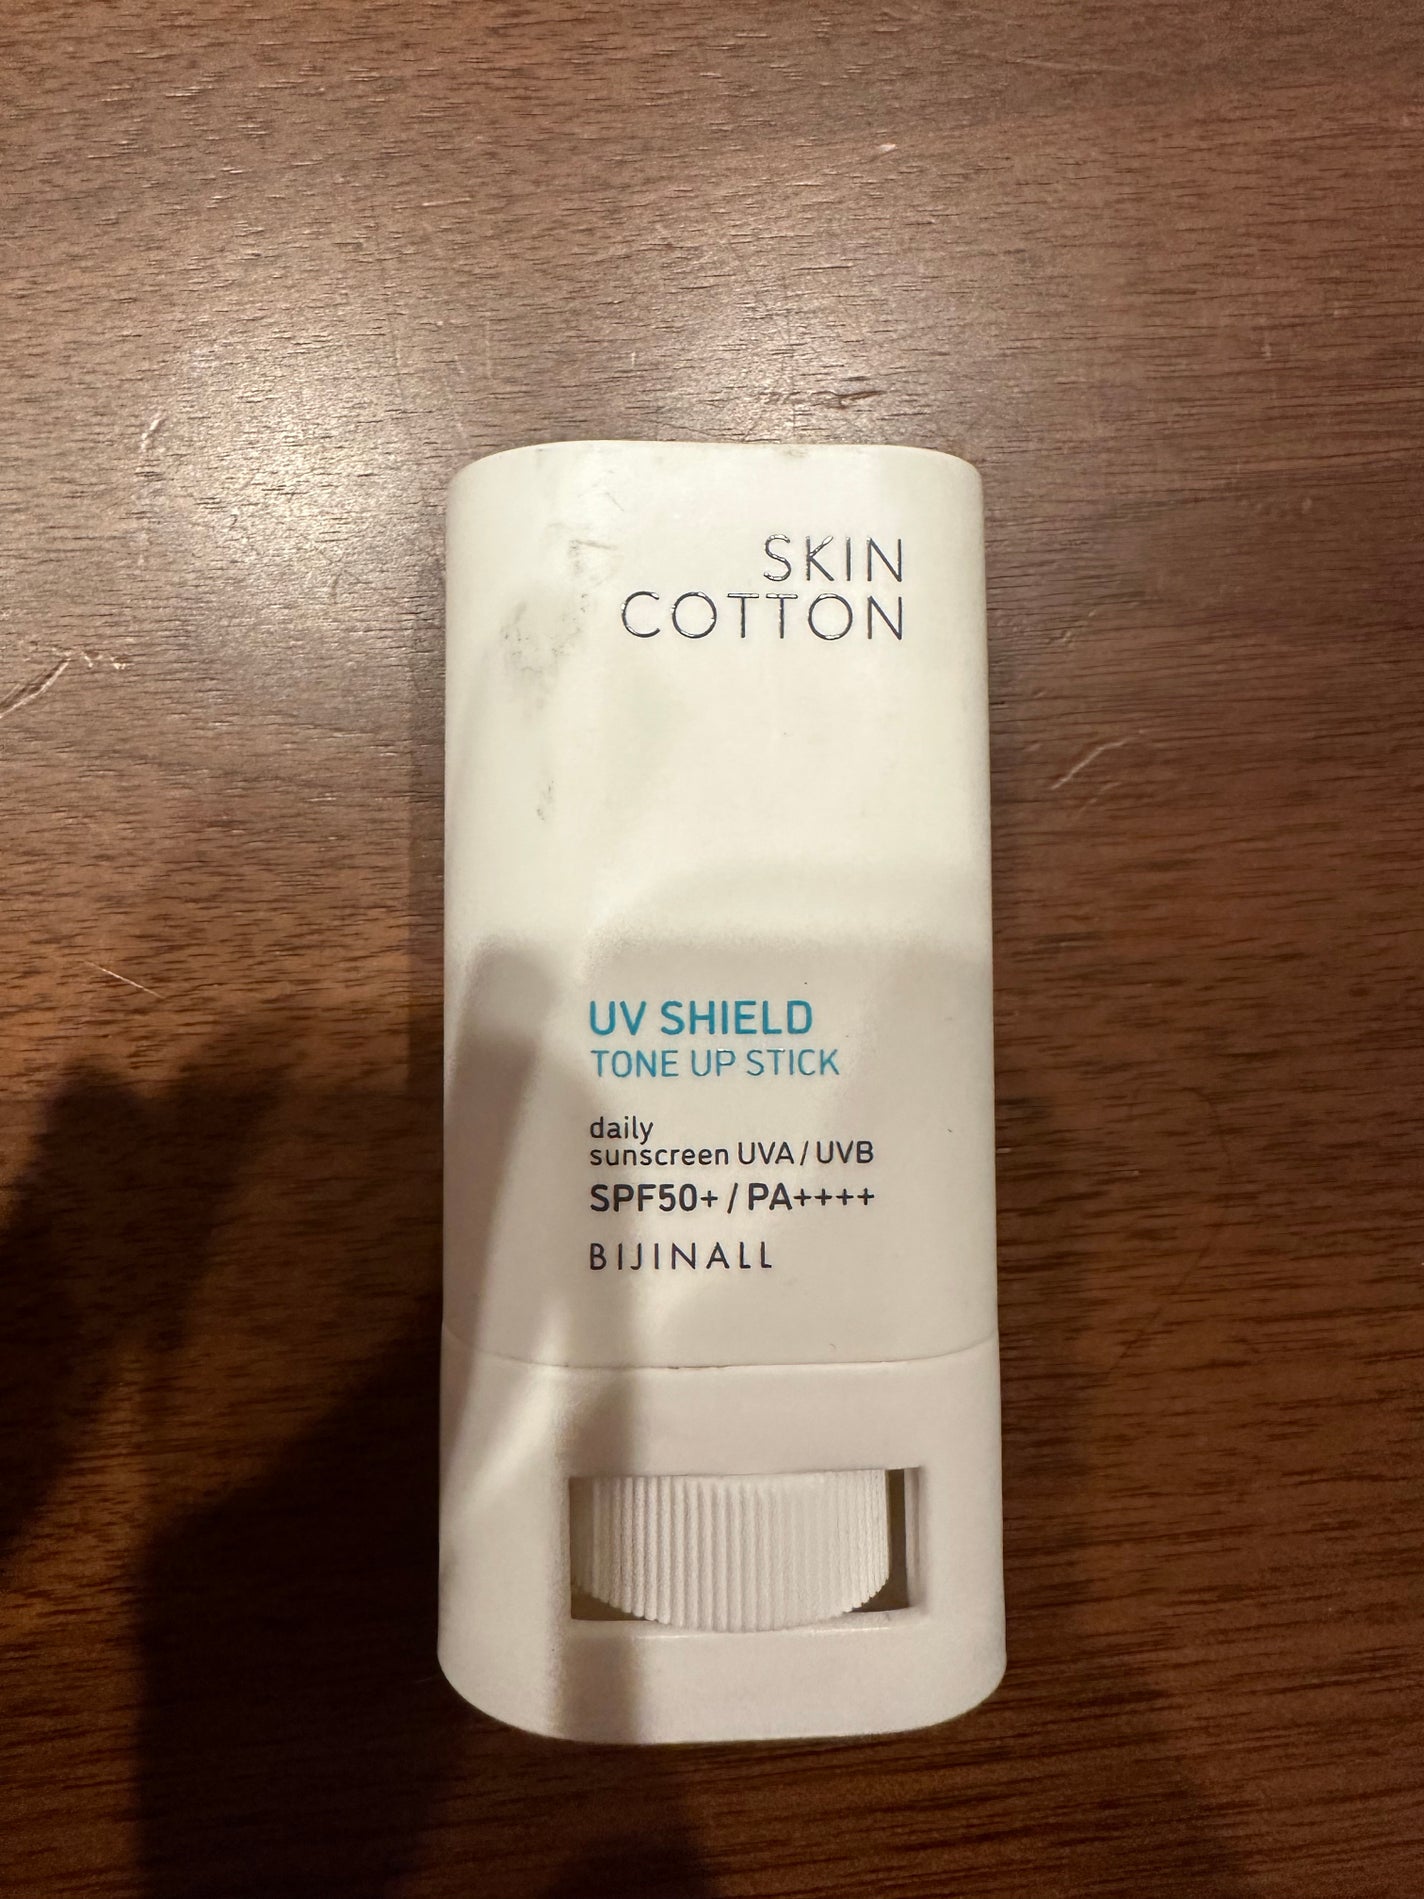 SKIN
COTTON
UV SHIELD
TONE UP STICK
daily
sunscreen UVA / UVB
SPF50+ / PA++++
BIJINALL